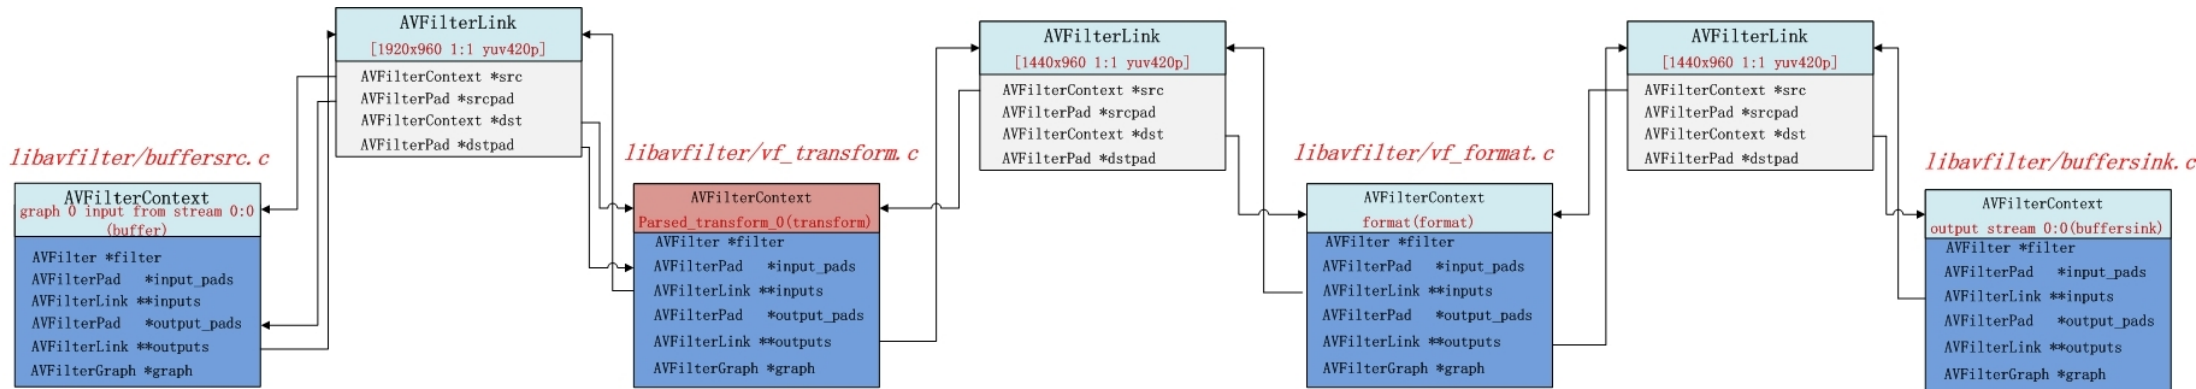 AVFilterLink
[1920x960 1:1 yuv420p]
AVFilterContext *src
AVFilterPad *srcpad
AVFilterContext *dst
AVFilterPad *dstpad
AVFilterLink
[1440x960 1:1 yuv420p]
AVFilterContext *src
AVFilterPad *srcpad
AVFilterContext *dst
AVFilterPad *dstpad
AVFilterLink
[1440x960 1:1 yuv420p]
AVFilterContext *src
AVFilterPad *srcpad
AVFilterContext *dst
AVFilterPad *dstpad
libavfilter/buffersrc.c
AVFilterContext
graph 0 input from stream 0:0
(buffer)
AVFilter *filter
AVFilterPad *input_pads
AVFilterLink **inputs
AVFilterPad *output_pads
AVFilterLink **outputs
AVFilterGraph *graph
libavfilter/vf_transform.c
AVFilterContext
Parsed_transform_0(transform)
AVFilter *filter
AVFilterPad *input_pads
AVFilterLink **inputs
AVFilterPad *output_pads
AVFilterLink **outputs
AVFilterGraph *graph
libavfilter/vf_format.c
AVFilterContext
format(format)
AVFilter *filter
AVFilterPad *input_pads
AVFilterLink **inputs
AVFilterPad *output_pads
AVFilterLink **outputs
AVFilterGraph *graph
libavfilter/buffersink.c
AVFilterContext
output stream 0:0(buffersink)
AVFilter *filter
AVFilterPad *input_pads
AVFilterLink **inputs
AVFilterPad *output_pads
AVFilterLink **outputs
AVFilterGraph *graph